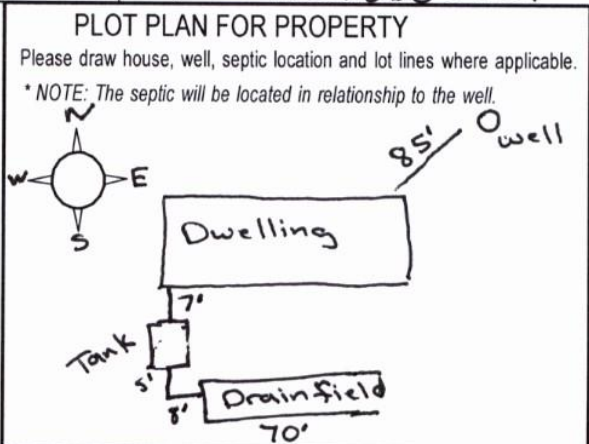 PLOT PLAN FOR PROPERTY
Please draw house, well, septic location and lot lines where applicable.
* NOTE: The septic will be located in relationship to the well.
N
W
E
S
85'
well
Dwelling
7'
Tank
5'
8'
Drainfield
70'